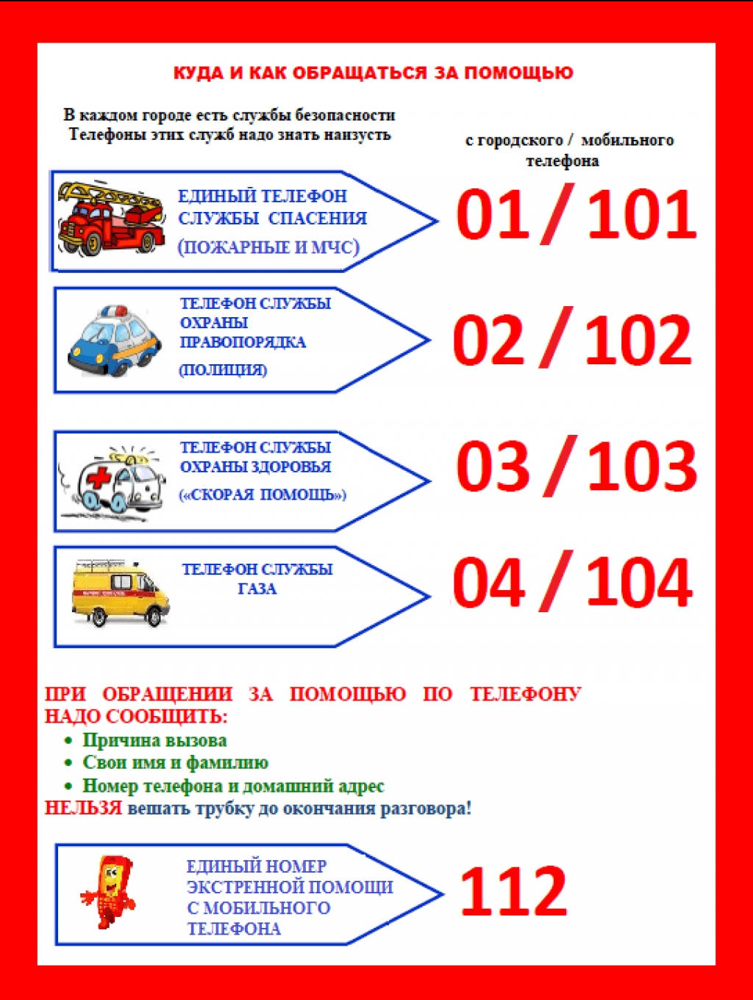 КУДА И КАК ОБРАЩАТЬСЯ ЗА ПОМОЩЬЮ
В каждом городе есть службы безопасности
Телефоны этих служб надо знать наизусть
с городского / мобильного
телефона
ЕДИНЫЙ ТЕЛЕФОН
СЛУЖБЫ СПАСЕНИЯ
(ПОЖАРНЫЕ И МЧС)
01 / 101
ТЕЛЕФОН СЛУЖБЫ
ОХРАНЫ
ПРАВОПОРЯДКА
(ПОЛИЦИЯ)
02 / 102
ТЕЛЕФОН СЛУЖБЫ
ОХРАНЫ ЗДОРОВЬЯ
(«СКОРАЯ ПОМОЩЬ»)
03 / 103
ТЕЛЕФОН СЛУЖБЫ
ГАЗА
04 / 104
ПРИ ОБРАЩЕНИИ ЗА ПОМОЩЬЮ ПО ТЕЛЕФОНУ
НАДО СООБЩИТЬ:
• Причина вызова
• Свои имя и фамилию
• Номер телефона и домашний адрес
НЕЛЬЗЯ вешать трубку до окончания разговора!
ЕДИНЫЙ НОМЕР
ЭКСТРЕННОЙ ПОМОЩИ
С МОБИЛЬНОГО
ТЕЛЕФОНА
112